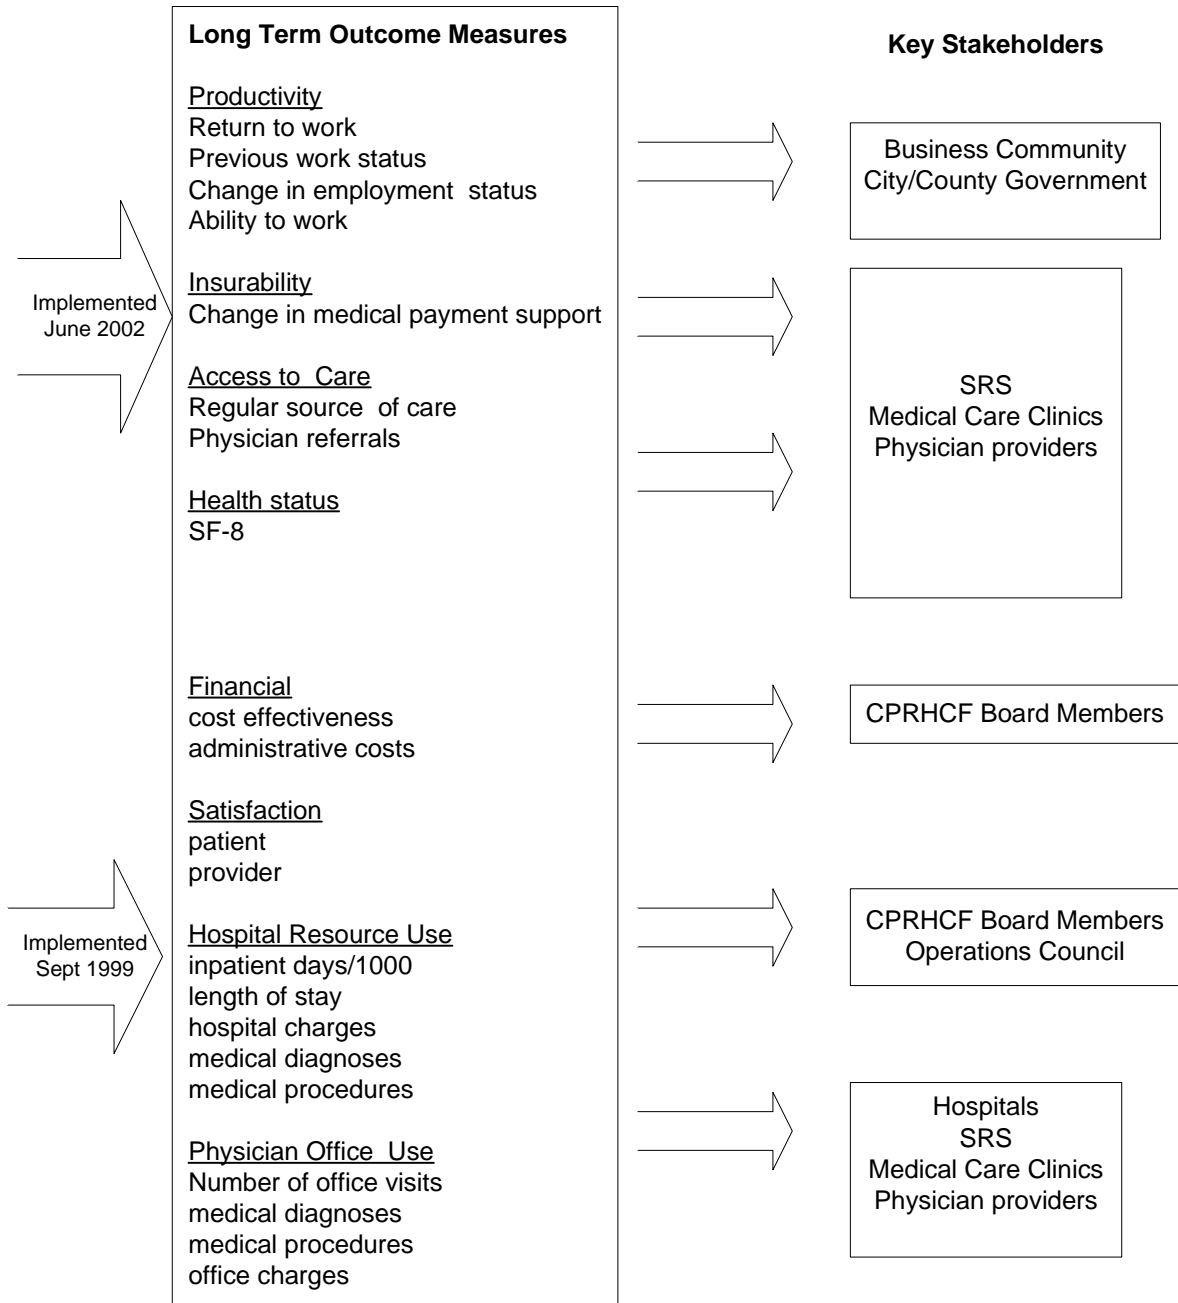 Long Term Outcome Measures
Productivity
Return to work
Previous work status
Change in employment status
Ability to work
Insurability
Change in medical payment support
Access to Care
Regular source of care
Physician referrals
Health status
SF-8
Financial
cost effectiveness
administrative costs
Satisfaction
patient
provider
Hospital Resource Use
inpatient days/1000
length of stay
hospital charges
medical diagnoses
medical procedures
Physician Office Use
Number of office visits
medical diagnoses
medical procedures
office charges
Implemented
June 2002
Implemented
Sept 1999
Key Stakeholders
Business Community
City/County Government
SRS
Medical Care Clinics
Physician providers
CPRHCF Board Members
CPRHCF Board Members
Operations Council
Hospitals
SRS
Medical Care Clinics
Physician providers